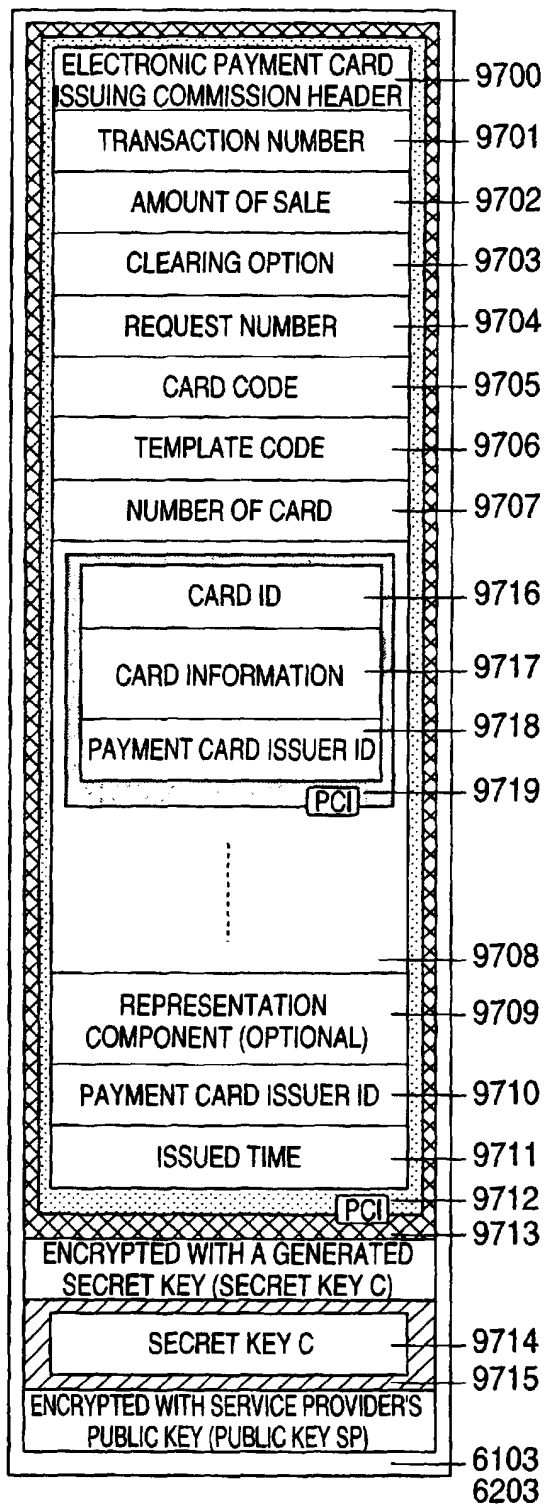 ELECTRONIC PAYMENT CARD
ISSUING COMMISSION HEADER
9700
TRANSACTION NUMBER
9701
AMOUNT OF SALE
9702
CLEARING OPTION
9703
REQUEST NUMBER
9704
CARD CODE
9705
TEMPLATE CODE
9706
NUMBER OF CARD
9707
CARD ID
9716
CARD INFORMATION
9717
PAYMENT CARD ISSUER ID
9718
PCI
9719
9708
REPRESENTATION
COMPONENT (OPTIONAL)
9709
PAYMENT CARD ISSUER ID
9710
ISSUED TIME
9711
PCI
9712
9713
ENCRYPTED WITH A GENERATED
SECRET KEY (SECRET KEY C)
SECRET KEY C
9714
9715
ENCRYPTED WITH SERVICE PROVIDER'S
PUBLIC KEY (PUBLIC KEY SP)
6103
6203